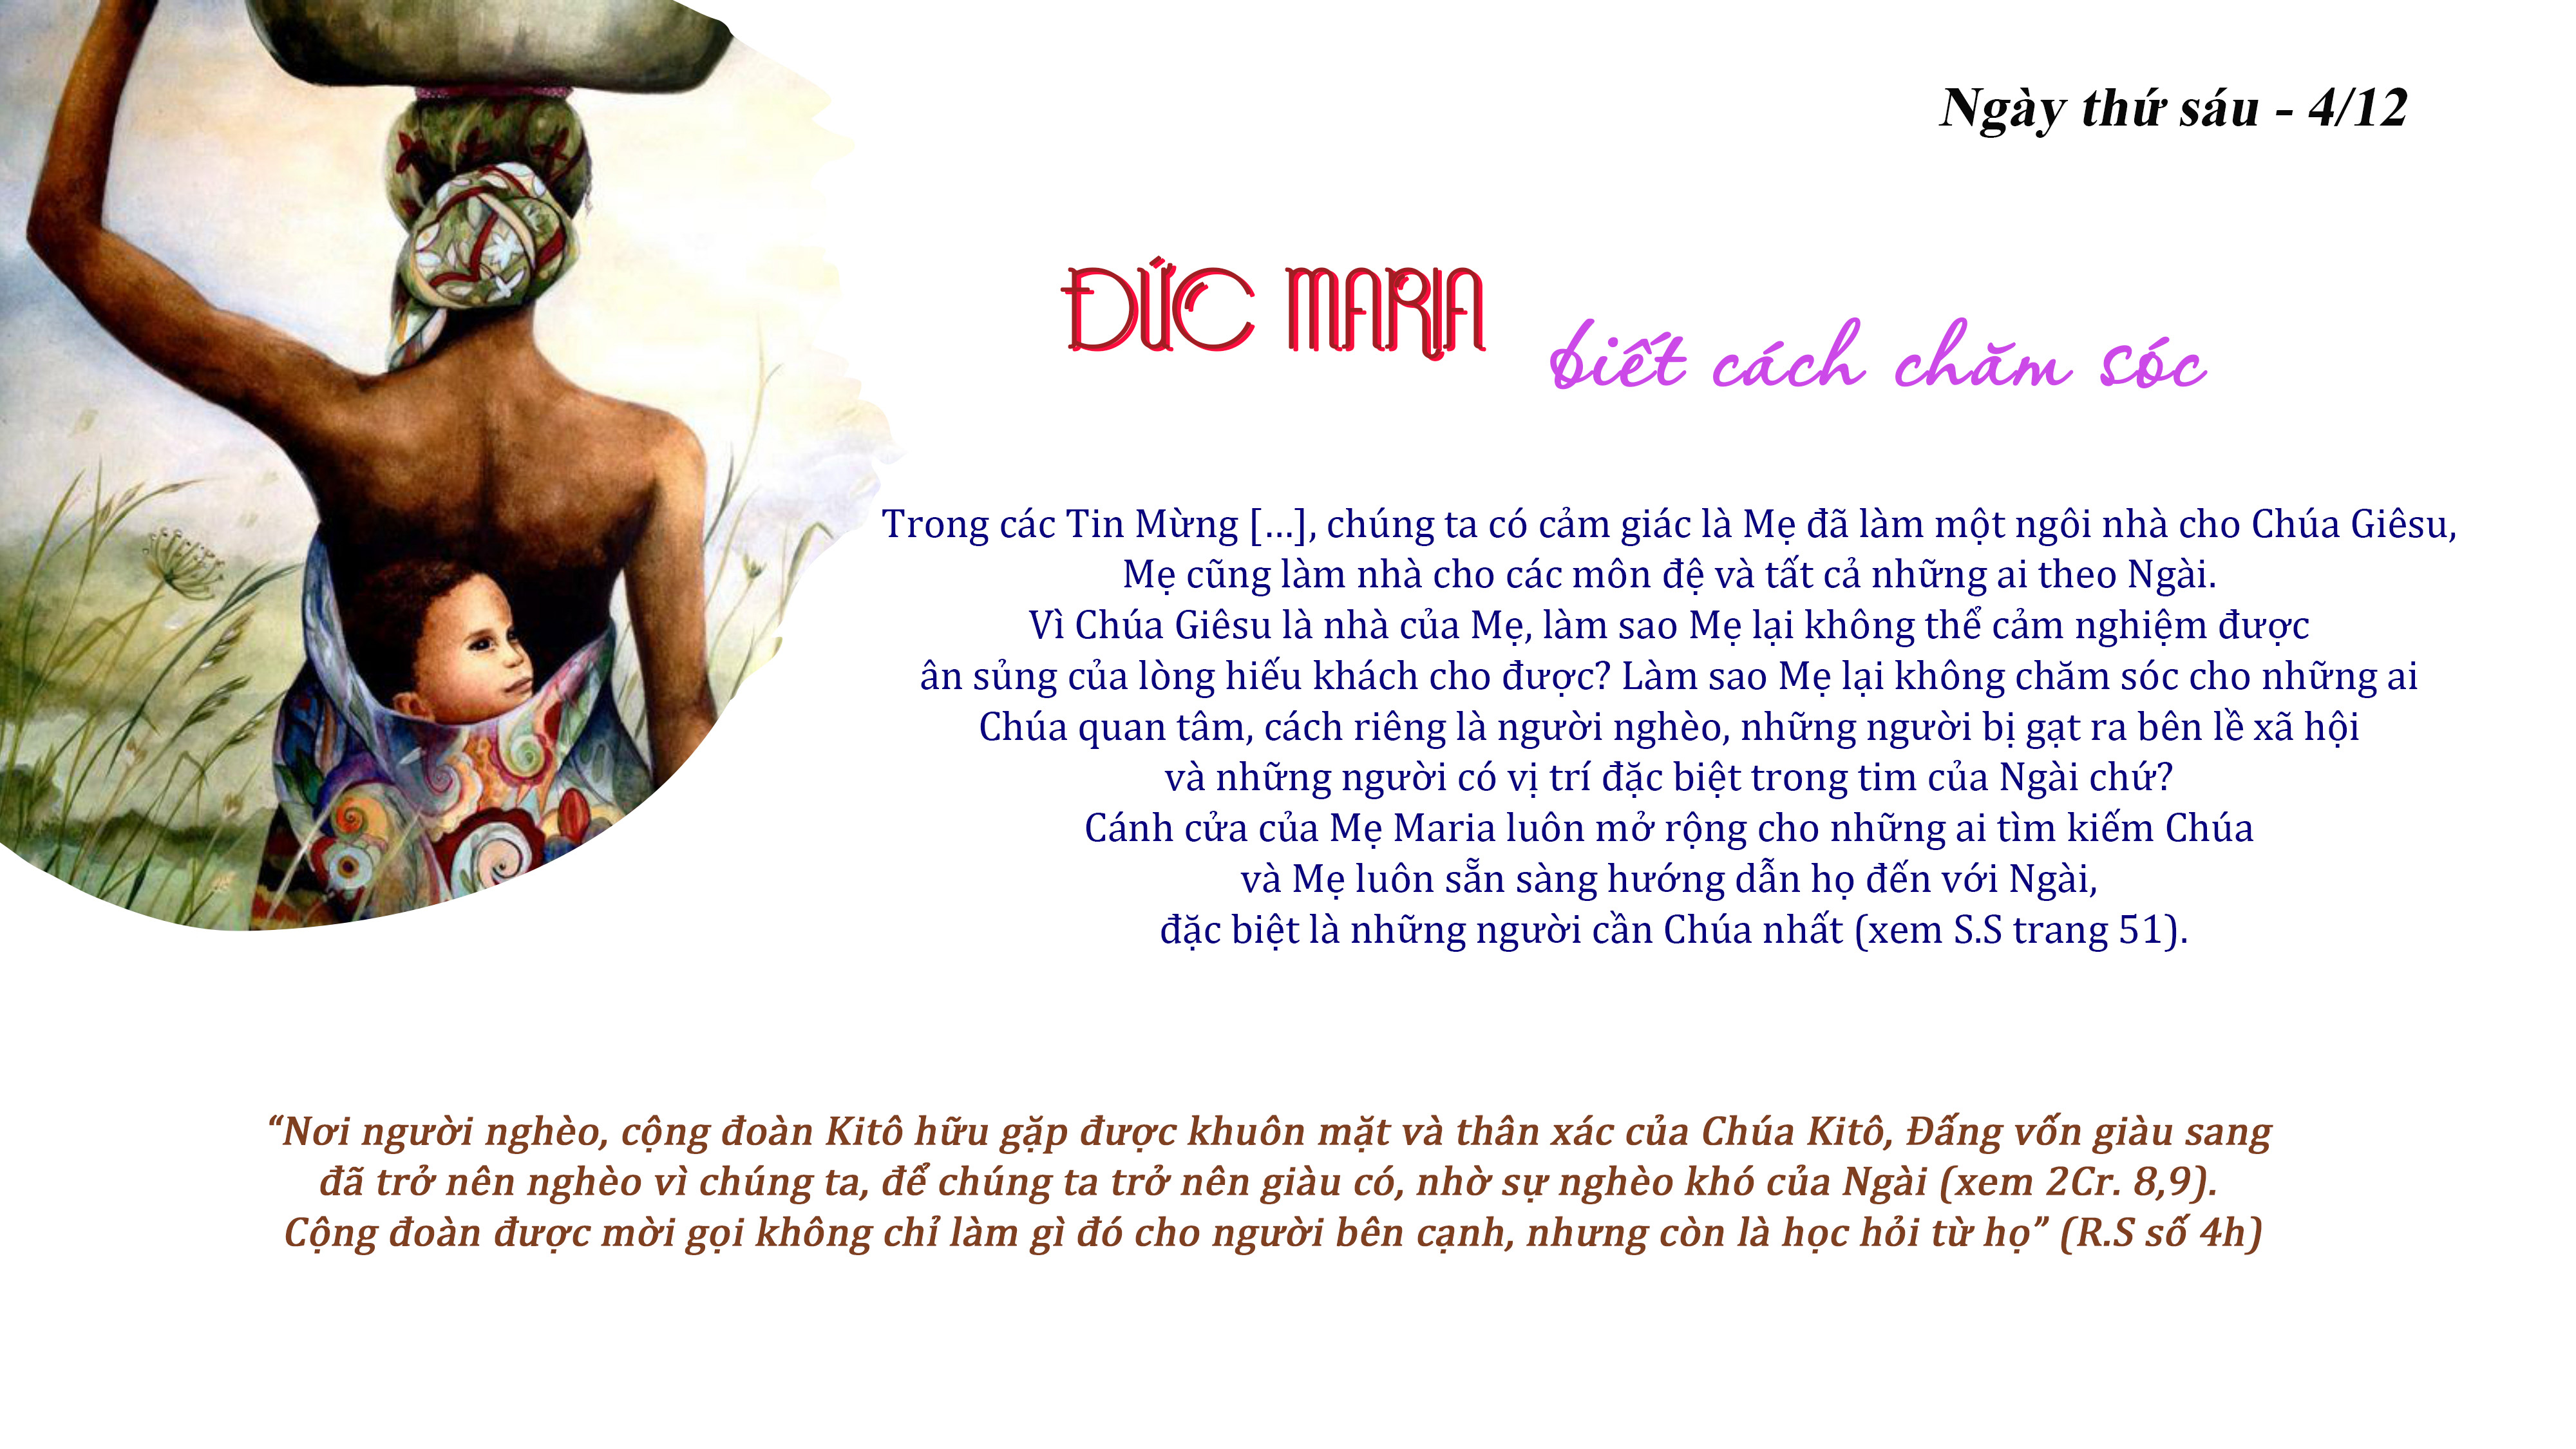 Ngày thứ sáu - 4/12
ĐỨC MARIA biết cách chăm sóc
Trong các Tin Mừng [...], chúng ta có cảm giác là Mẹ đã làm một ngôi nhà cho Chúa Giêsu,
Mẹ cũng làm nhà cho các môn đệ và tất cả những ai theo Ngài.
Vì Chúa Giêsu là nhà của Mẹ, làm sao Mẹ lại không thể cảm nghiệm được
ân sủng của lòng hiếu khách cho được? Làm sao Mẹ lại không chăm sóc cho những ai
Chúa quan tâm, cách riêng là người nghèo, những người bị gạt ra bên lề xã hội
và những người có vị trí đặc biệt trong tim của Ngài chứ?
Cánh cửa của Mẹ Maria luôn mở rộng cho những ai tìm kiếm Chúa
và Mẹ luôn sẵn sàng hướng dẫn họ đến với Ngài,
đặc biệt là những người cần Chúa nhất (xem S.S trang 51).
“Nơi người nghèo, cộng đoàn Kitô hữu gặp được khuôn mặt và thân xác của Chúa Kitô, Đấng vốn giàu sang
đã trở nên nghèo vì chúng ta, để chúng ta trở nên giàu có, nhờ sự nghèo khó của Ngài (xem 2Cr. 8,9).
Cộng đoàn được mời gọi không chỉ làm gì đó cho người bên cạnh, nhưng còn là học hỏi từ họ” (R.S số 4h)